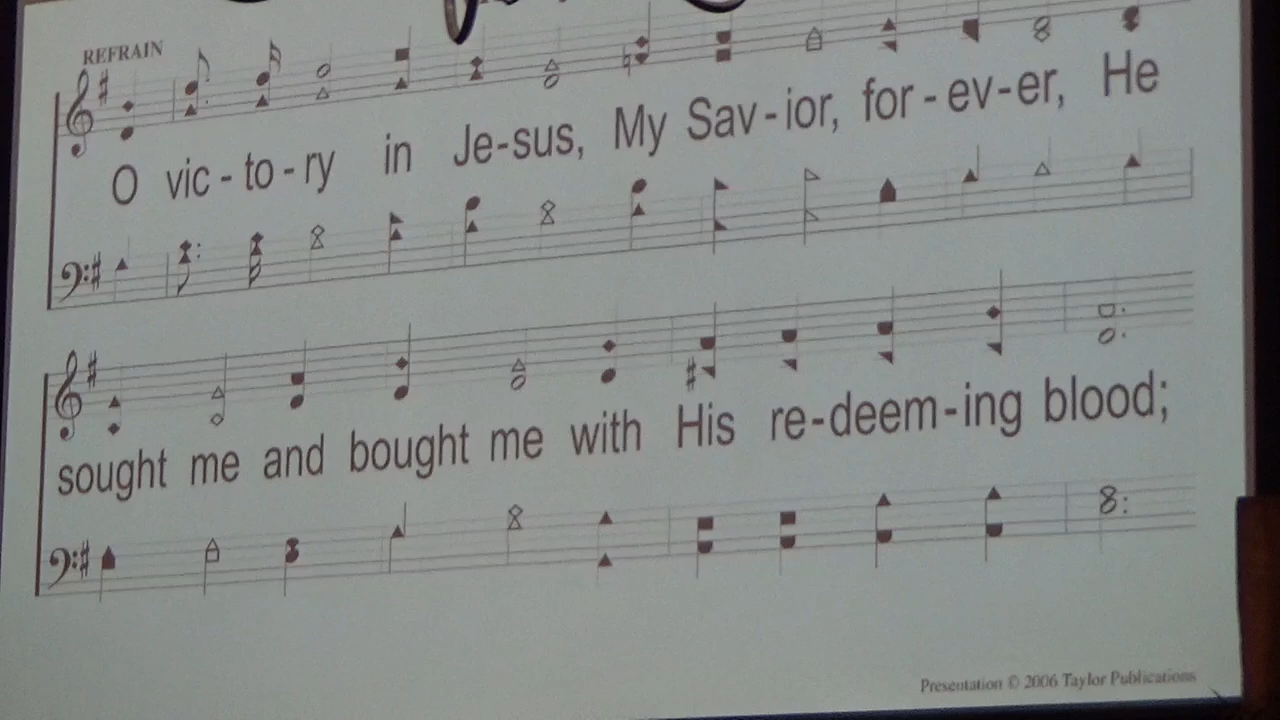 REFRAIN
O vic - to - ry in Je-sus, My Sav-ior, for-ev-er, He
sought me and bought me with His re-deem-ing blood;
Presentation © 2006 Taylor Publications